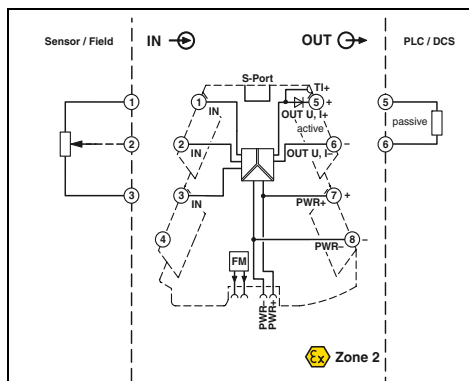 Sensor / Field
IN
OUT
PLC / DCS
S-Port
TI+
1
1
IN
5
+
OUT U, I+
active
5
passive
2
2
IN
6
–
OUT U, I–
6
3
3
IN
7
+
PWR+
4
8
–
PWR–
FM
PWR–
PWR+
Ex
Zone 2